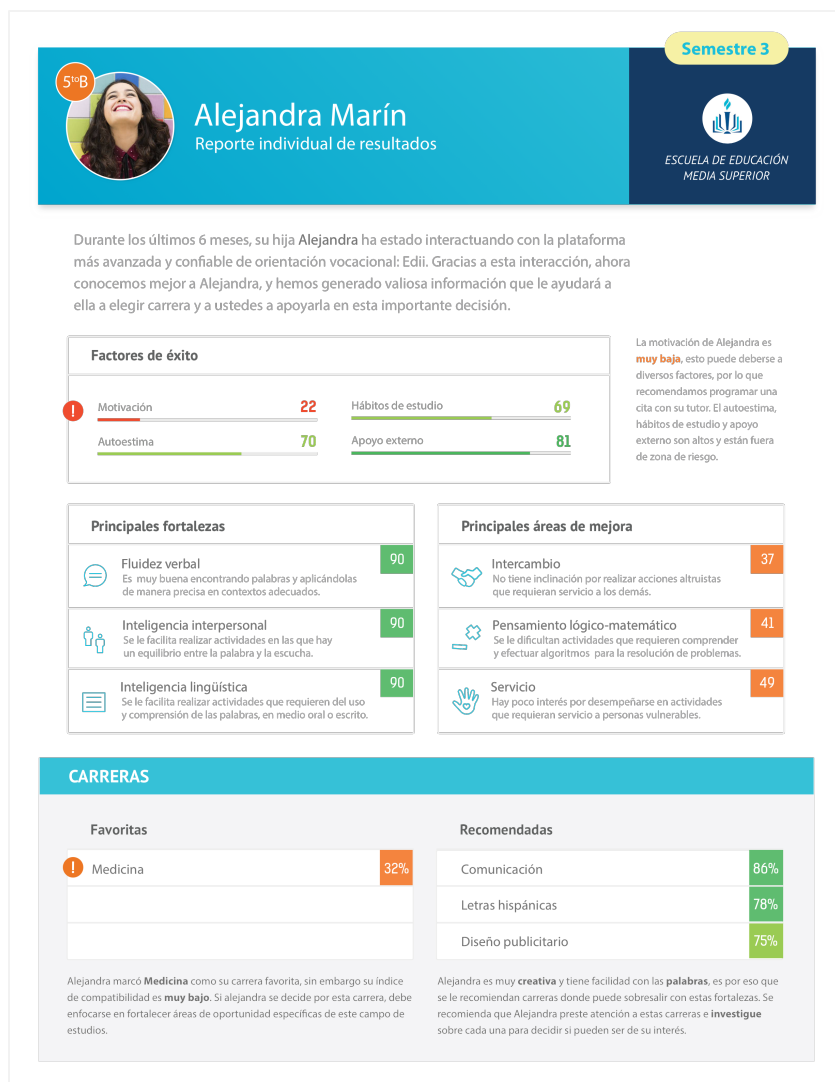 Semestre 3
5toB
Alejandra Marín
Reporte individual de resultados
ESCUELA DE EDUCACIÓN
MEDIA SUPERIOR
Durante los últimos 6 meses, su hija Alejandra ha estado interactuando con la plataforma
más avanzada y confiable de orientación vocacional: Edii. Gracias a esta interacción, ahora
conocemos mejor a Alejandra, y hemos generado valiosa información que le ayudará a
ella a elegir carrera y a ustedes a apoyarla en esta importante decisión.
Factores de éxito
! Motivación 22
Autoestima 70
Hábitos de estudio 69
Apoyo externo 81
La motivación de Alejandra es
muy baja, esto puede deberse a
diversos factores, por lo que
recomendamos programar una
cita con su tutor. El autoestima,
hábitos de estudio y apoyo
externo son altos y están fuera
de zona de riesgo.
Principales fortalezas
Fluidez verbal 90
Es muy buena encontrando palabras y aplicándolas
de manera precisa en contextos adecuados.
Inteligencia interpersonal 90
Se le facilita realizar actividades en las que hay
un equilibrio entre la palabra y la escucha.
Inteligencia lingüística 90
Se le facilita realizar actividades que requieren del uso
y comprensión de las palabras, en medio oral o escrito.
Principales áreas de mejora
Intercambio 37
No tiene inclinación por realizar acciones altruistas
que requieran servicio a los demás.
Pensamiento lógico-matemático 41
Se le dificultan actividades que requieren comprender
y efectuar algoritmos para la resolución de problemas.
Servicio 49
Hay poco interés por desempeñarse en actividades
que requieran servicio a personas vulnerables.
CARRERAS
Favoritas
! Medicina 32%
Alejandra marcó Medicina como su carrera favorita, sin embargo su índice
de compatibilidad es muy bajo. Si alejandra se decide por esta carrera, debe
enfocarse en fortalecer áreas de oportunidad específicas de este campo de
estudios.
Recomendadas
Comunicación 86%
Letras hispánicas 78%
Diseño publicitario 75%
Alejandra es muy creativa y tiene facilidad con las palabras, es por eso que
se le recomiendan carreras donde puede sobresalir con estas fortalezas. Se
recomienda que Alejandra preste atención a estas carreras e investigue
sobre cada una para decidir si pueden ser de su interés.